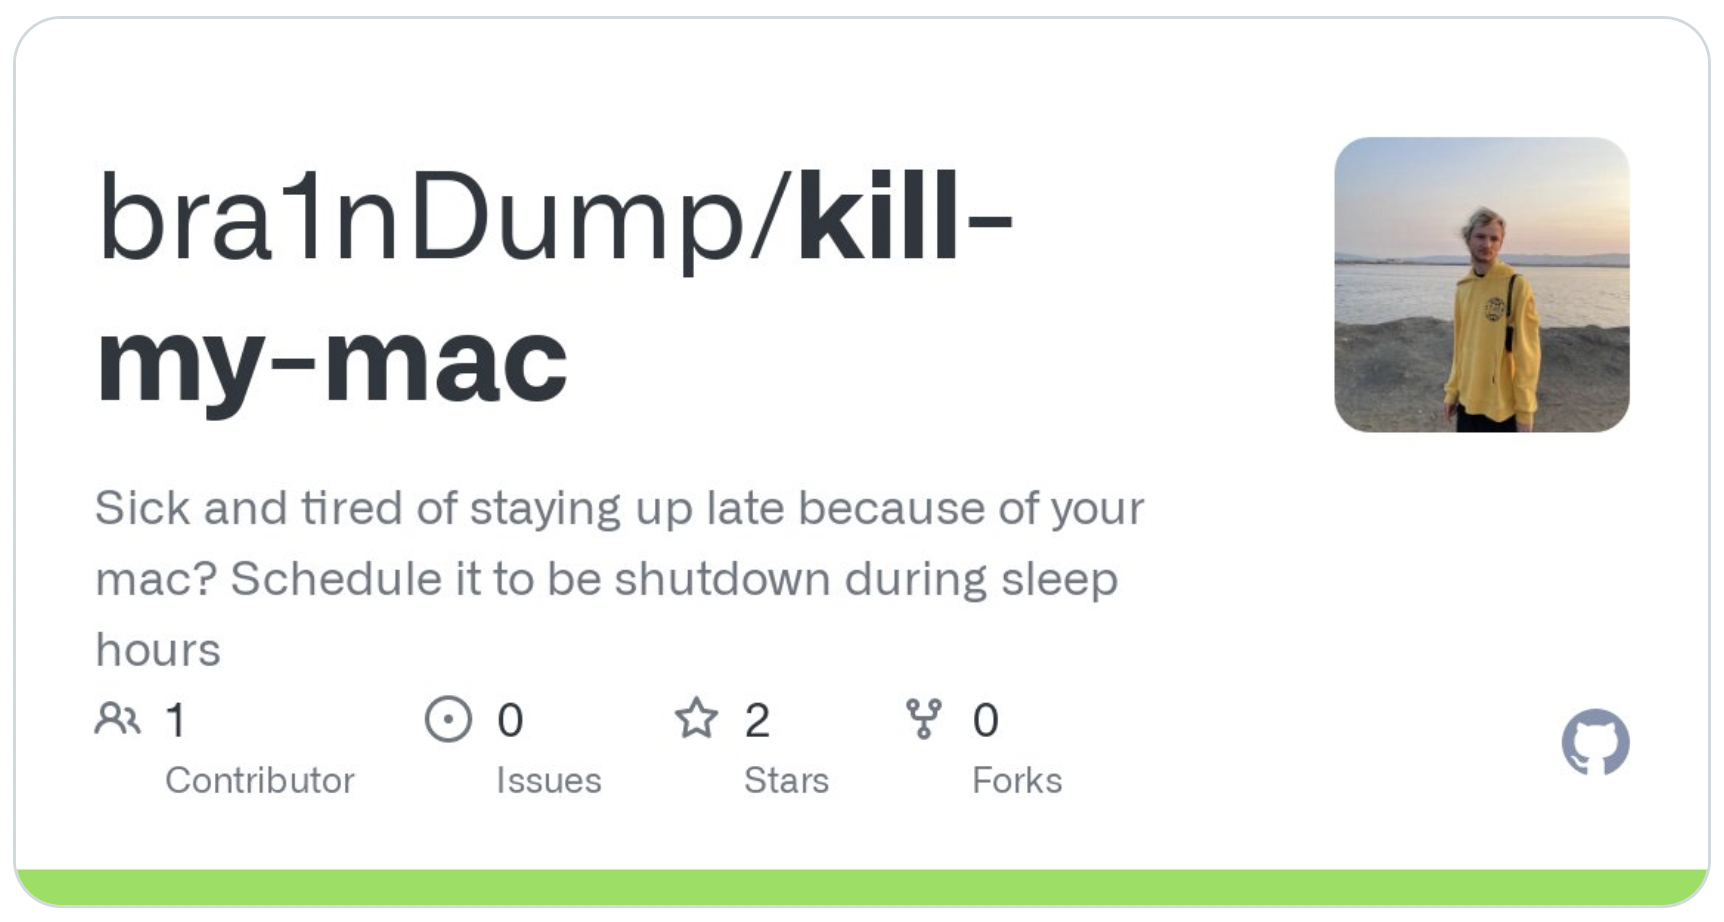 bra1nDump/kill-
my-mac
Sick and tired of staying up late because of your
mac? Schedule it to be shutdown during sleep
hours
1 0 2 0
Contributor Issues Stars Forks